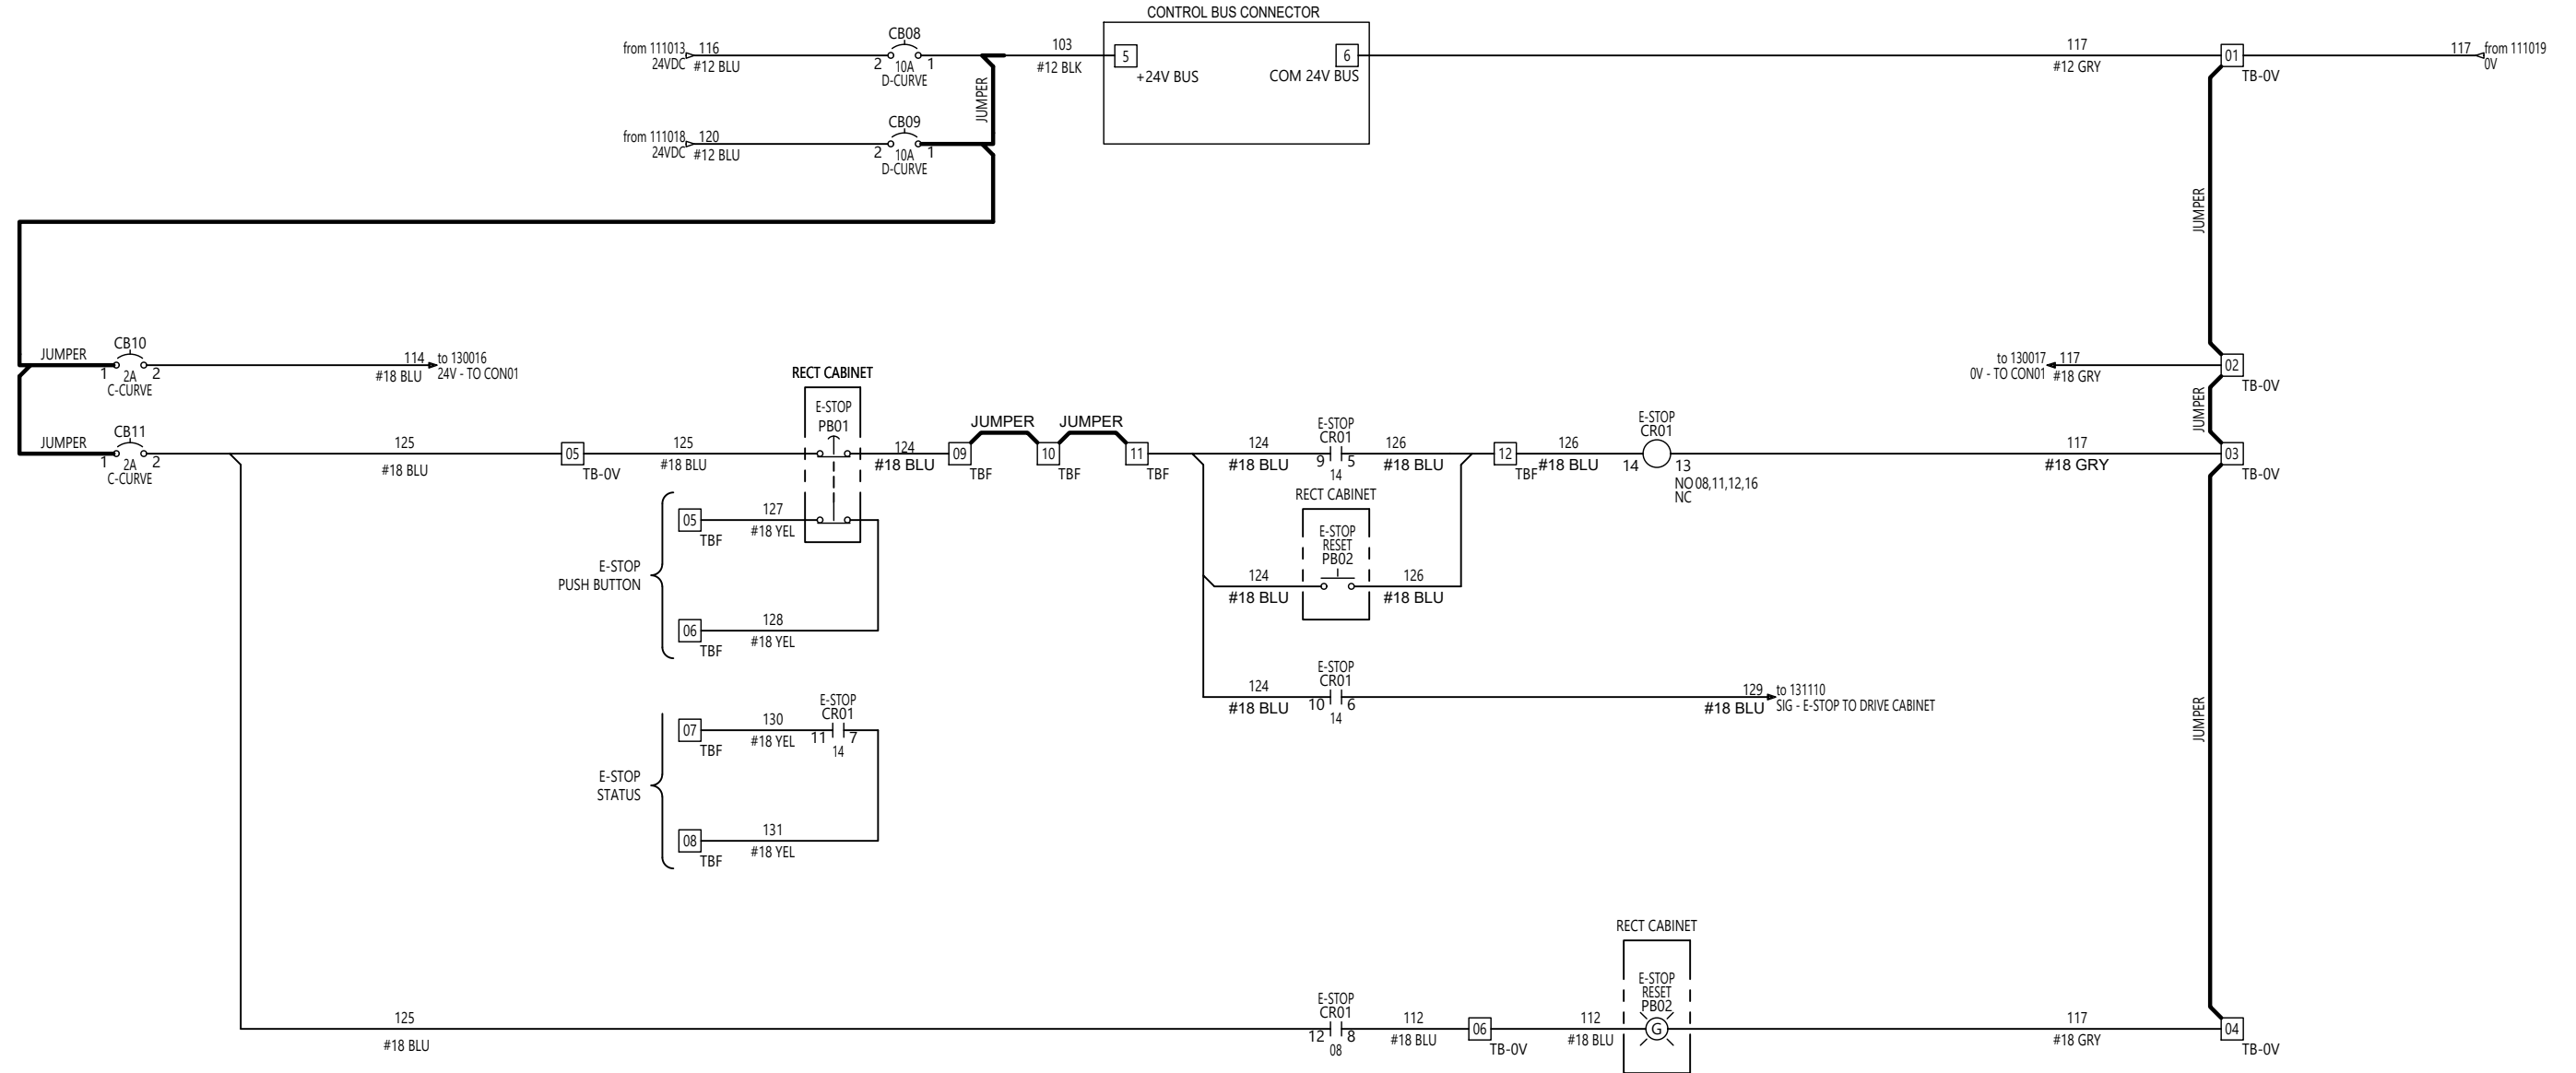 CONTROL BUS CONNECTOR
from 111013
24VDC
116
#12 BLU
CB08
2
1
10A
D-CURVE
103
#12 BLK
5
+24V BUS
6
COM 24V BUS
117
#12 GRY
01
TB-0V
117
from 111019
0V
JUMPER
from 111018
24VDC
120
#12 BLU
CB09
2
1
10A
D-CURVE
JUMPER
JUMPER
CB10
1
2
2A
C-CURVE
114
#18 BLU
to 130016
24V - TO CON01
to 130017
0V - TO CON01
117
#18 GRY
02
TB-0V
JUMPER
JUMPER
CB11
1
2
2A
C-CURVE
125
#18 BLU
05
TB-0V
125
#18 BLU
RECT CABINET
E-STOP
PB01
124
#18 BLU
09
TBF
JUMPER
10
TBF
JUMPER
11
TBF
124
#18 BLU
E-STOP
CR01
9
5
14
126
#18 BLU
12
TBF
126
#18 BLU
E-STOP
CR01
14
13
NO 08,11,12,16
NC
117
#18 GRY
03
TB-0V
E-STOP
PUSH BUTTON
05
TBF
127
#18 YEL
06
TBF
128
#18 YEL
RECT CABINET
E-STOP
RESET
PB02
124
#18 BLU
126
#18 BLU
124
#18 BLU
E-STOP
CR01
10
6
14
129
#18 BLU
to 131110
SIG - E-STOP TO DRIVE CABINET
JUMPER
E-STOP
STATUS
07
TBF
130
#18 YEL
E-STOP
CR01
11
7
14
08
TBF
131
#18 YEL
125
#18 BLU
E-STOP
CR01
12
8
08
112
#18 BLU
06
TB-0V
112
#18 BLU
RECT CABINET
E-STOP
RESET
PB02
G
117
#18 GRY
04
TB-0V